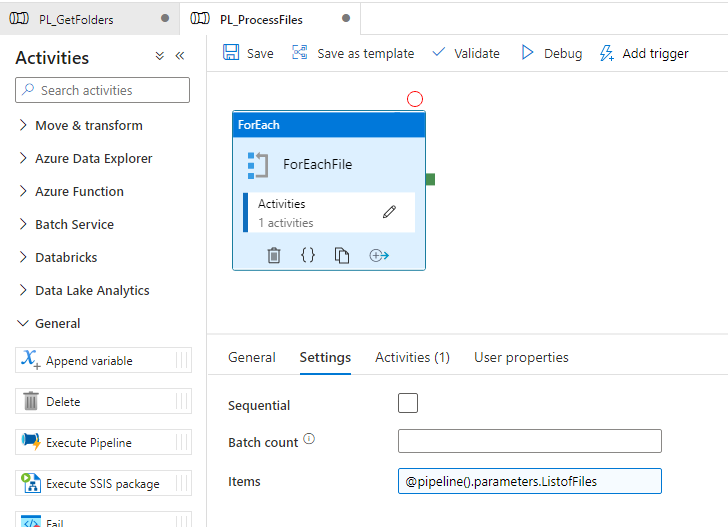 PL_GetFolders
PL_ProcessFiles
Activities
Search activities
Move & transform
Azure Data Explorer
Azure Function
Batch Service
Databricks
Data Lake Analytics
General
Append variable
Delete
Execute Pipeline
Execute SSIS package
Fail
Save
Save as template
Validate
Debug
Add trigger
ForEach
ForEachFile
Activities
1 activities
General
Settings
Activities (1)
User properties
Sequential
Batch count
Items
@pipeline().parameters.ListofFiles